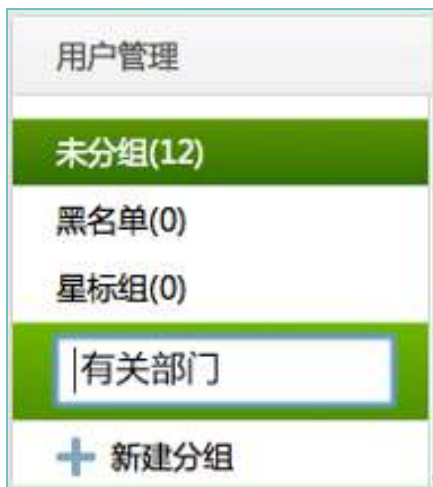 用户管理
未分组(12)
黑名单(0)
星标组(0)
有关部门
新建分组